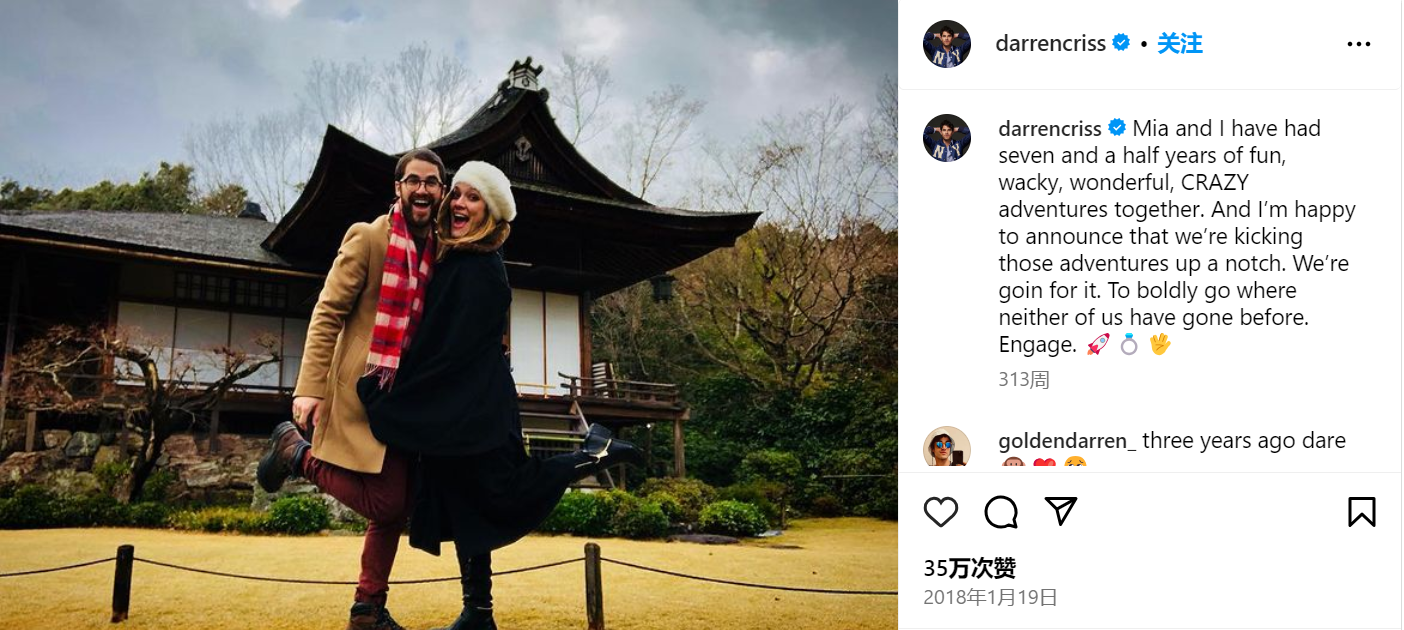 darrencriss • 关注
darrencriss Mia and I have had
seven and a half years of fun,
wacky, wonderful, CRAZY
adventures together. And I’m happy
to announce that we’re kicking
those adventures up a notch. We’re
goin for it. To boldly go where
neither of us have gone before.
Engage. 🚀 💍 🖖
313周
goldendarren_ three years ago dare
35万次赞
2018年1月19日